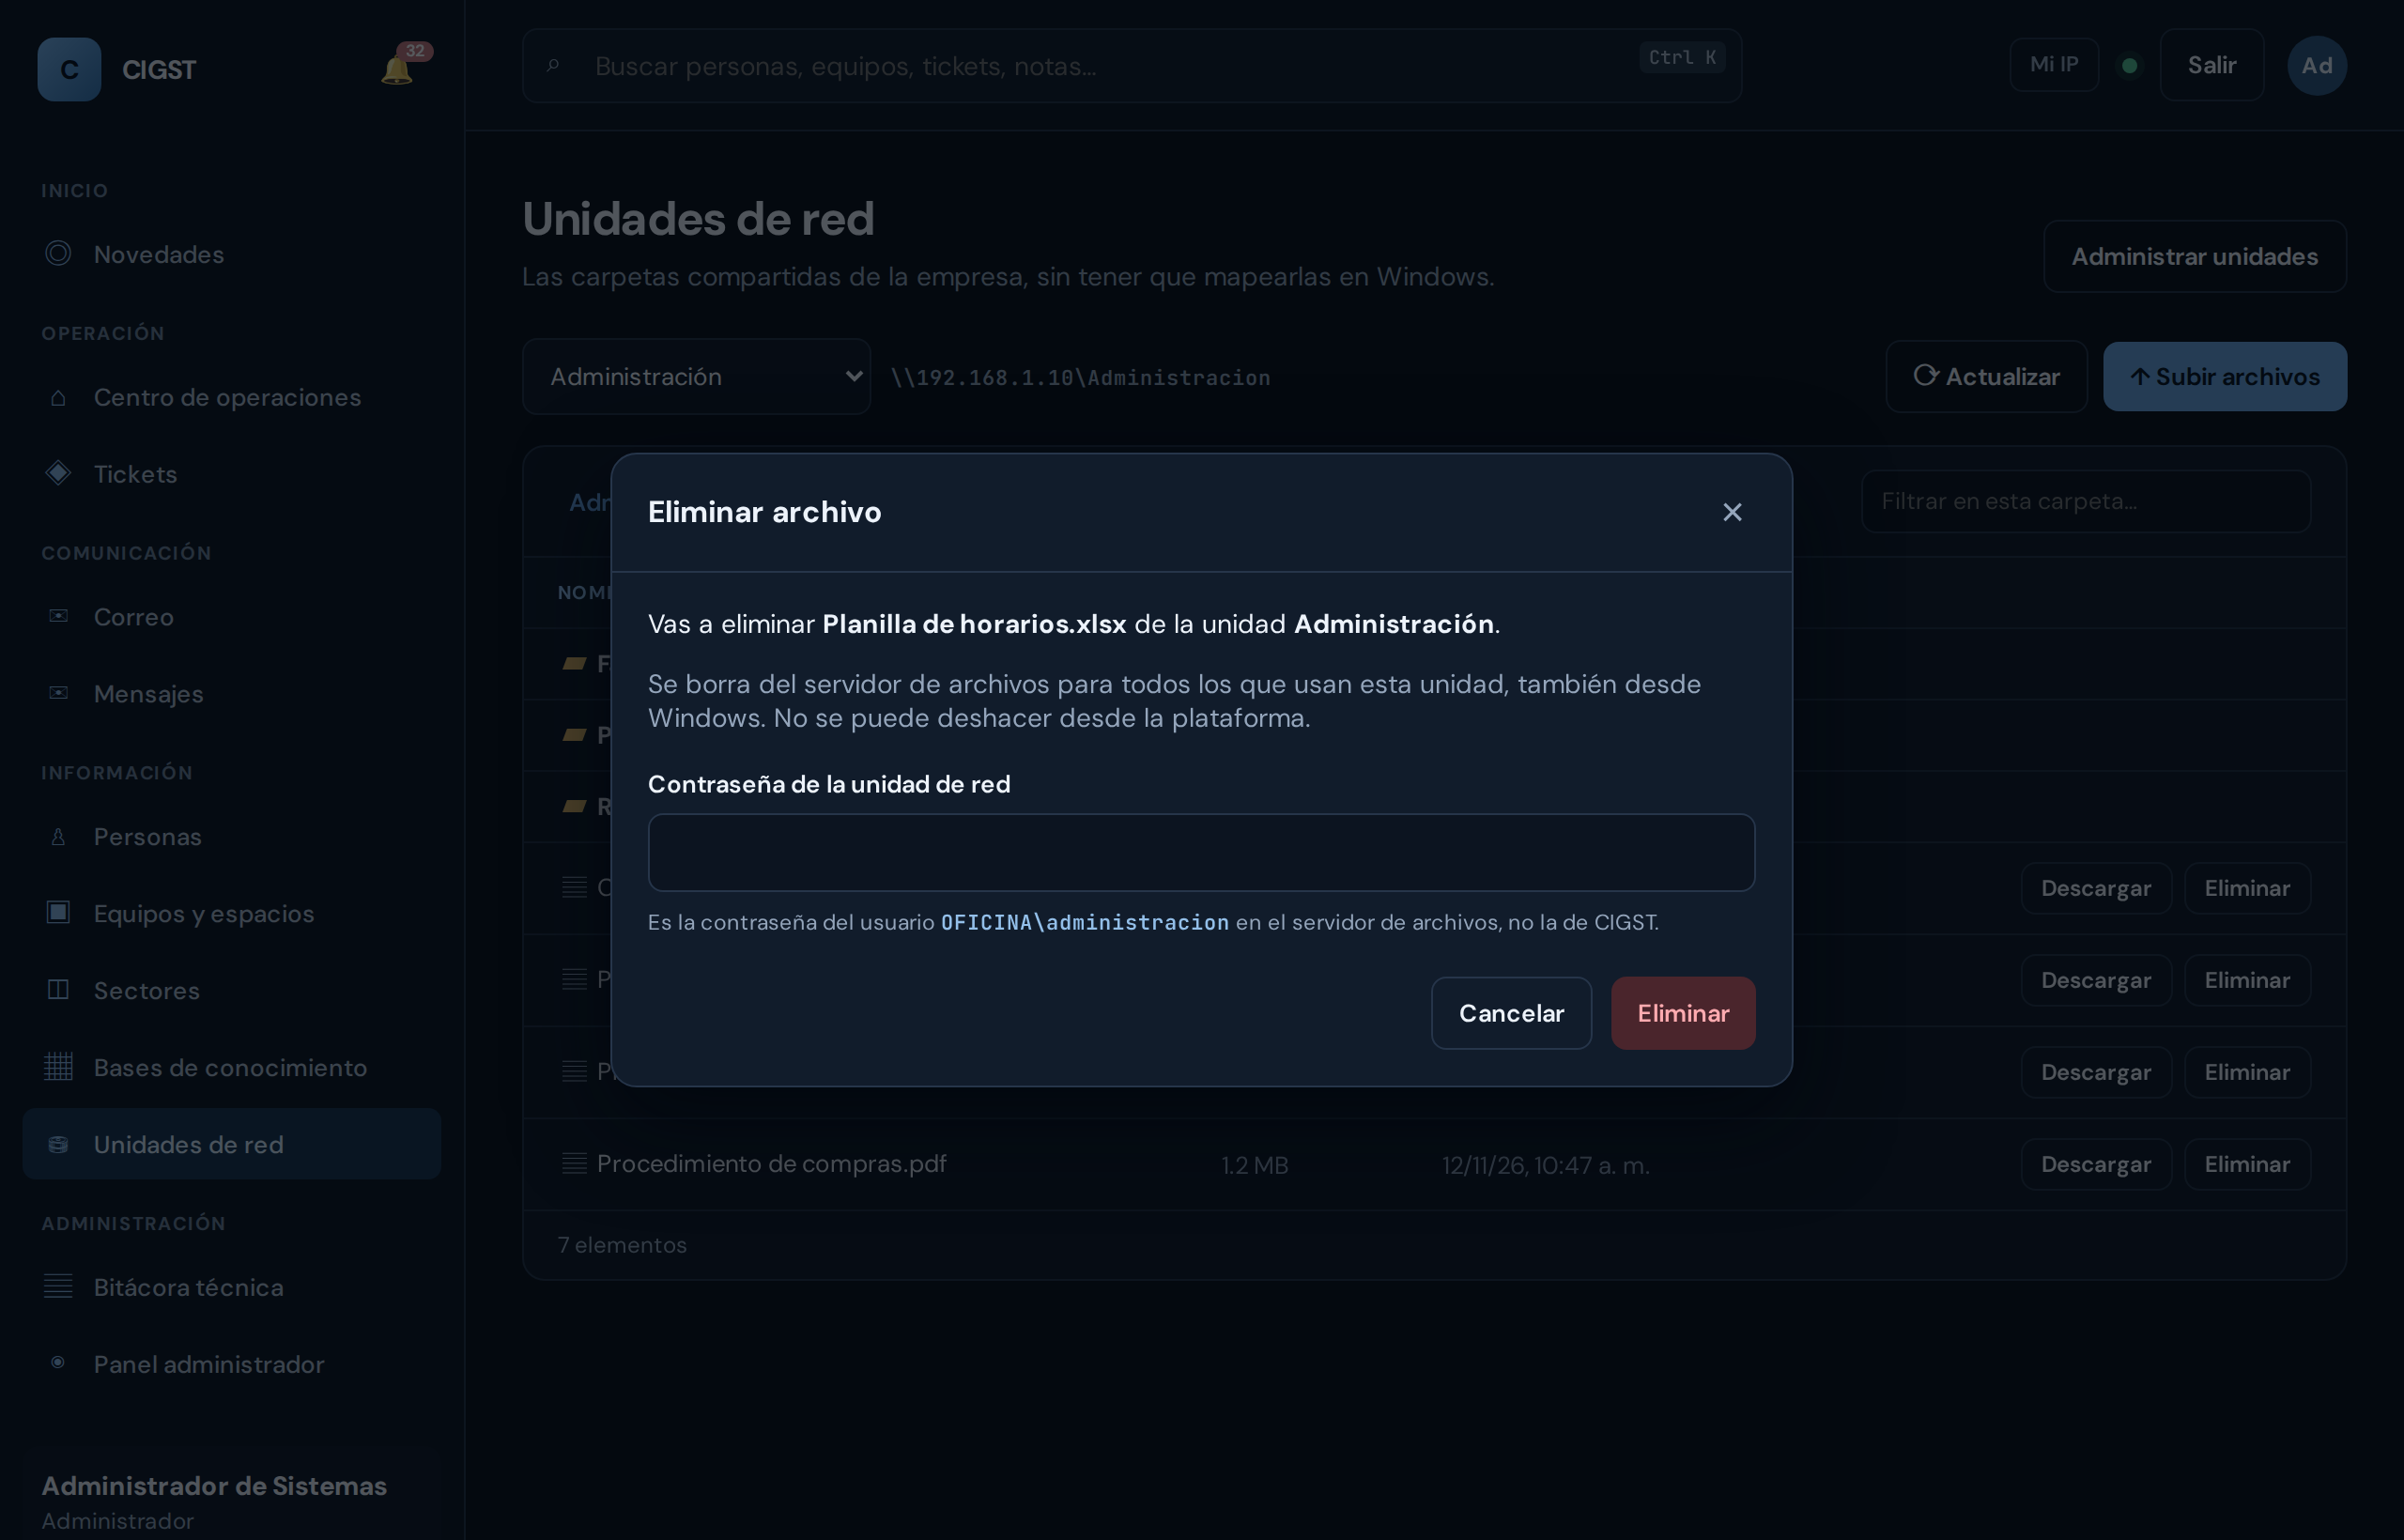 C
CIGST
32
Buscar personas, equipos, tickets, notas...
Ctrl K
Mi IP
Salir
Ad
INICIO
Novedades
OPERACIÓN
Centro de operaciones
Tickets
COMUNICACIÓN
Correo
Mensajes
INFORMACIÓN
Personas
Equipos y espacios
Sectores
Bases de conocimiento
Unidades de red
ADMINISTRACIÓN
Bitácora técnica
Panel administrador
Administrador de Sistemas
Administrador
Unidades de red
Las carpetas compartidas de la empresa, sin tener que mapearlas en Windows.
Administrar unidades
Administración
\\192.168.1.10\Administracion
Actualizar
↑ Subir archivos
Filtrar en esta carpeta...
Eliminar archivo
Vas a eliminar Planilla de horarios.xlsx de la unidad Administración.
Se borra del servidor de archivos para todos los que usan esta unidad, también desde
Windows. No se puede deshacer desde la plataforma.
Contraseña de la unidad de red
Es la contraseña del usuario OFICINA\administracion en el servidor de archivos, no la de CIGST.
Cancelar
Eliminar
Descargar Eliminar
Descargar Eliminar
Descargar Eliminar
Procedimiento de compras.pdf 1.2 MB 12/11/26, 10:47 a. m. Descargar Eliminar
7 elementos